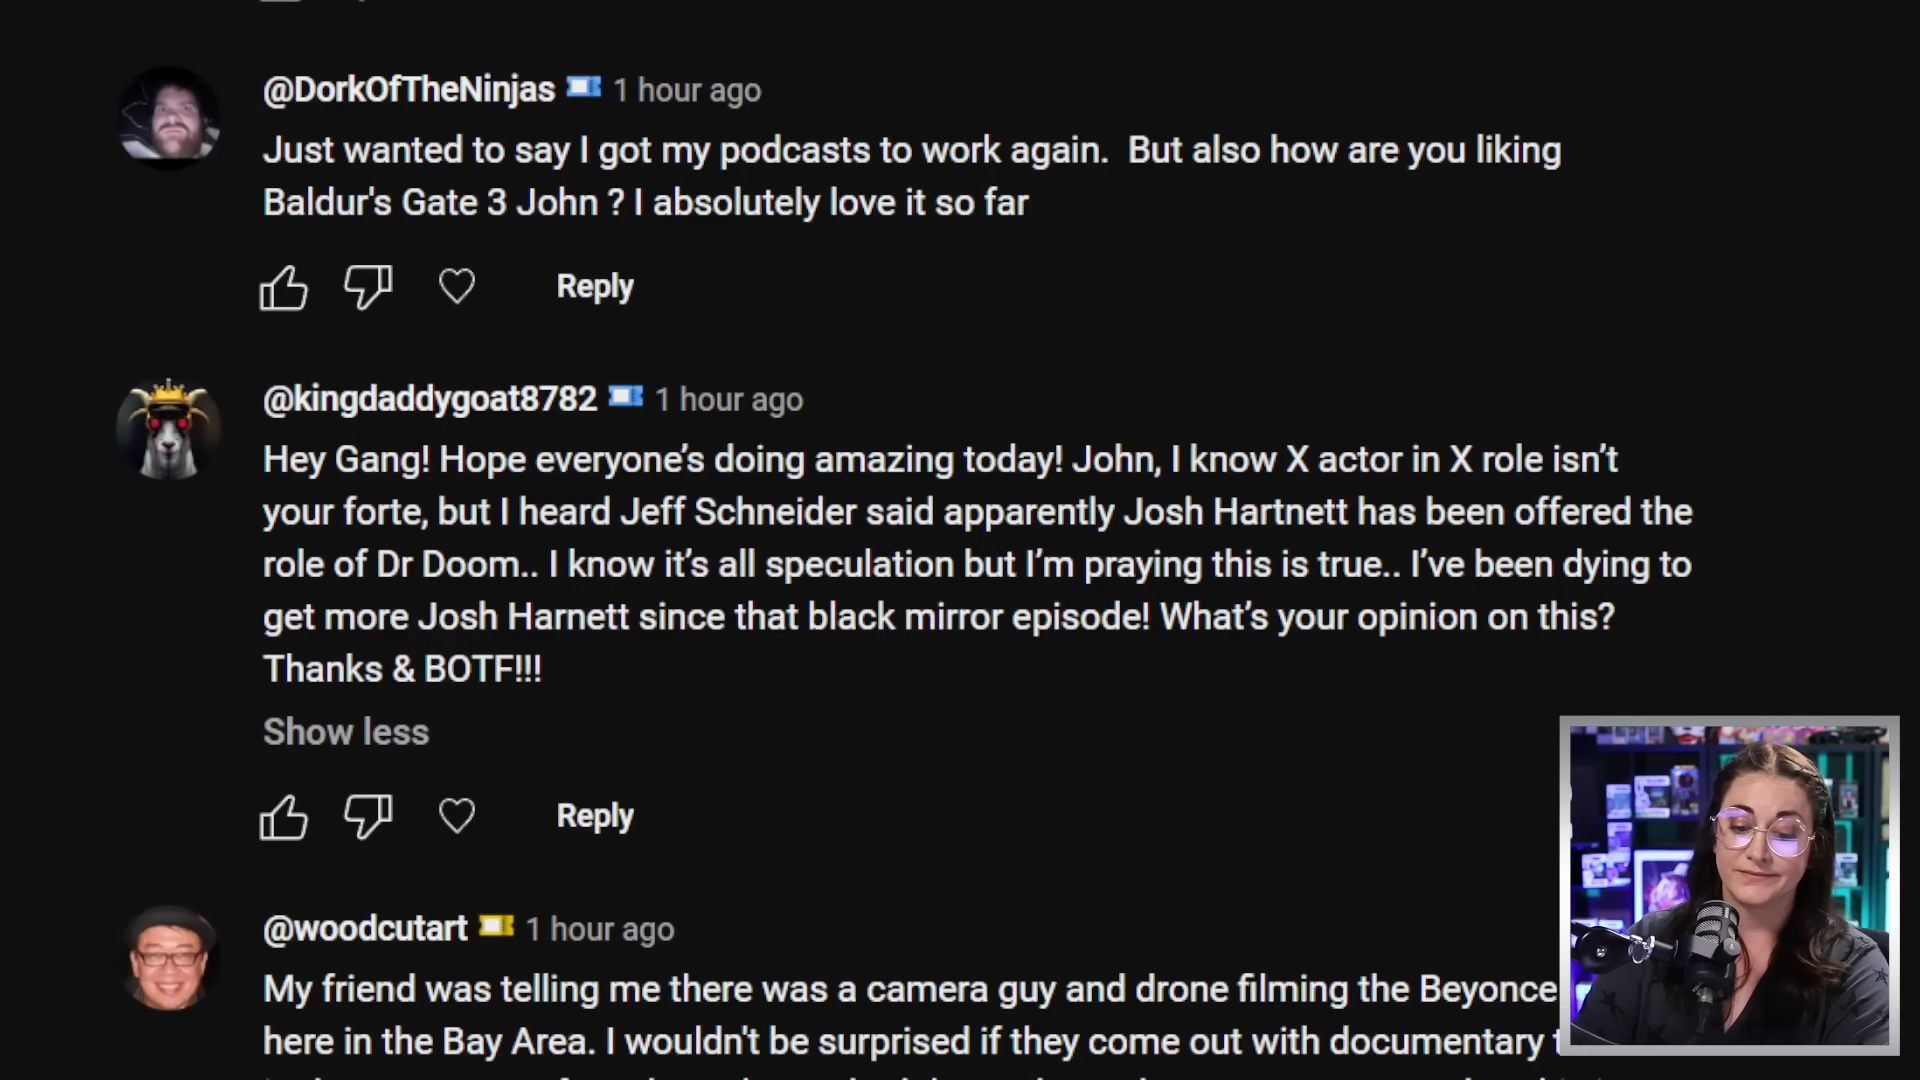 @DorkOfTheNinjas 1 hour ago
Just wanted to say I got my podcasts to work again.  But also how are you liking
Baldur's Gate 3 John ? I absolutely love it so far
Reply
@kingdaddygoat8782 1 hour ago
Hey Gang! Hope everyone’s doing amazing today! John, I know X actor in X role isn’t
your forte, but I heard Jeff Schneider said apparently Josh Hartnett has been offered the
role of Dr Doom.. I know it’s all speculation but I’m praying this is true.. I’ve been dying to
get more Josh Harnett since that black mirror episode! What’s your opinion on this?
Thanks & BOTF!!!
Show less
Reply
@woodcutart 1 hour ago
My friend was telling me there was a camera guy and drone filming the Beyonce
here in the Bay Area. I wouldn't be surprised if they come out with documentary